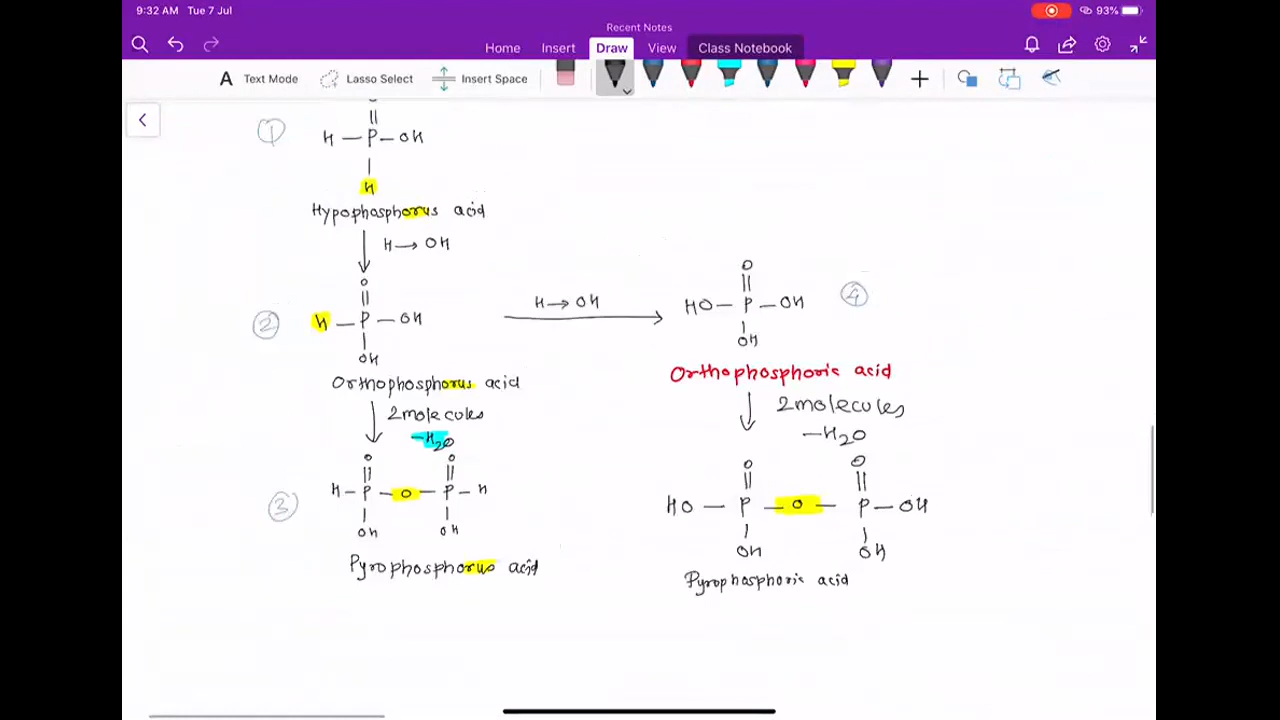 9:32 AM Tue 7 Jul
93%
Recent Notes
Home Insert Draw View Class Notebook
A Text Mode Lasso Select Insert Space
1
O
H — P — OH
H
Hypophosphorus acid
H → OH
2
O
H — P — OH
OH
Orthophosphorus acid
H → OH
O
HO — P — OH
OH
4
Orthophosphoric acid
2 molecules
—H2O
2 molecules
—H2O
3
O O
H — P — O — P — H
OH OH
Pyrophosphorus acid
O O
HO — P — O — P — OH
OH OH
Pyrophosphoric acid